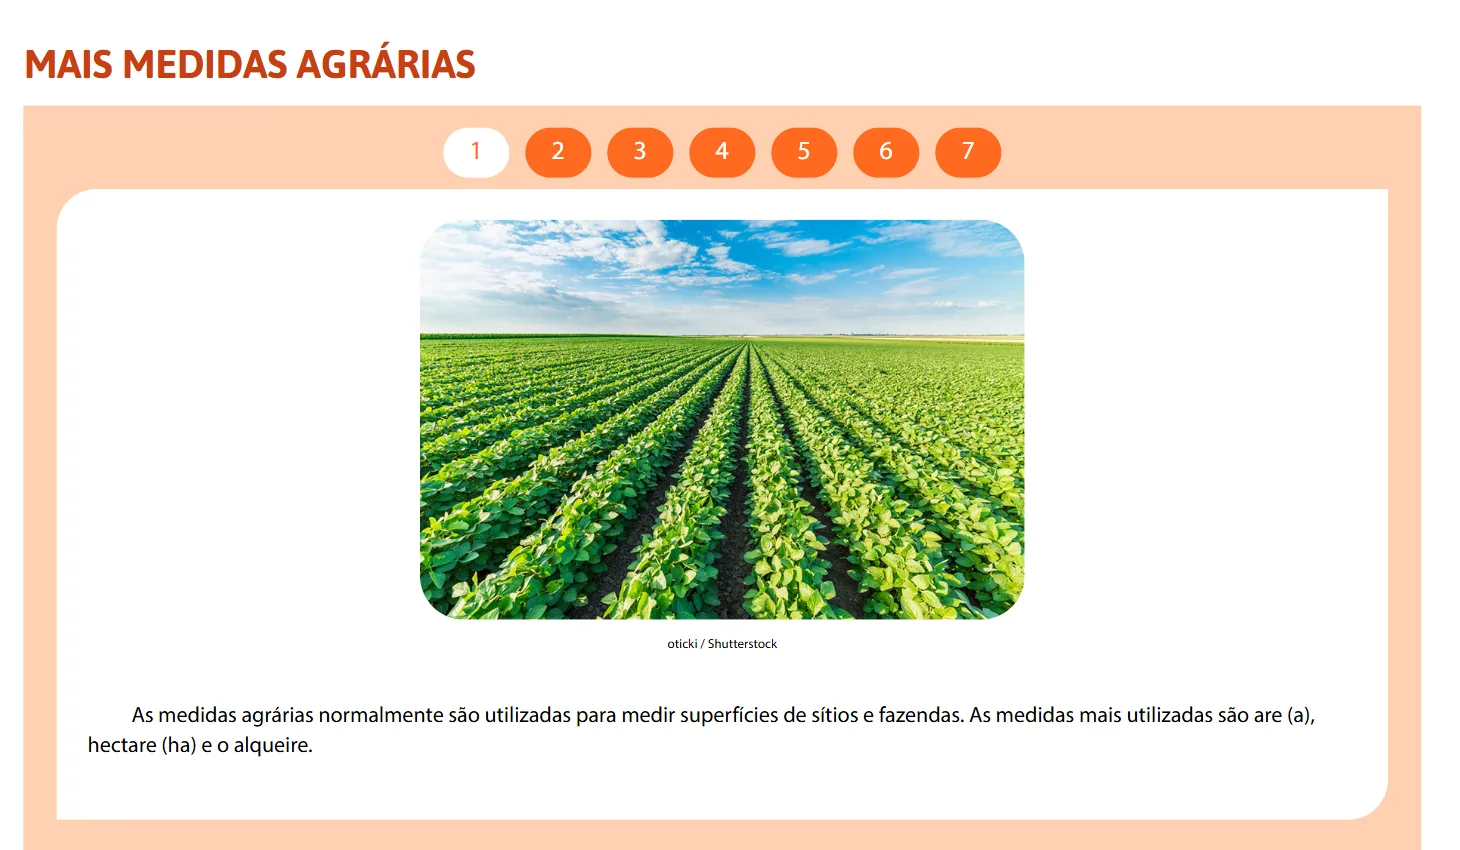 MAIS MEDIDAS AGRÁRIAS
1 2 3 4 5 6 7
oticki / Shutterstock
As medidas agrárias normalmente são utilizadas para medir superfícies de sítios e fazendas. As medidas mais utilizadas são are (a),
hectare (ha) e o alqueire.